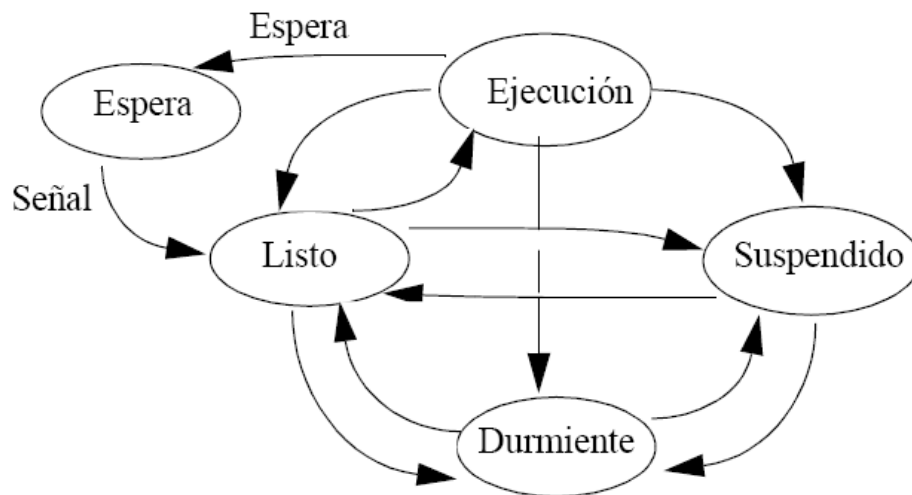 Espera
Espera
Ejecución
Señal
Listo
Suspendido
Durmiente